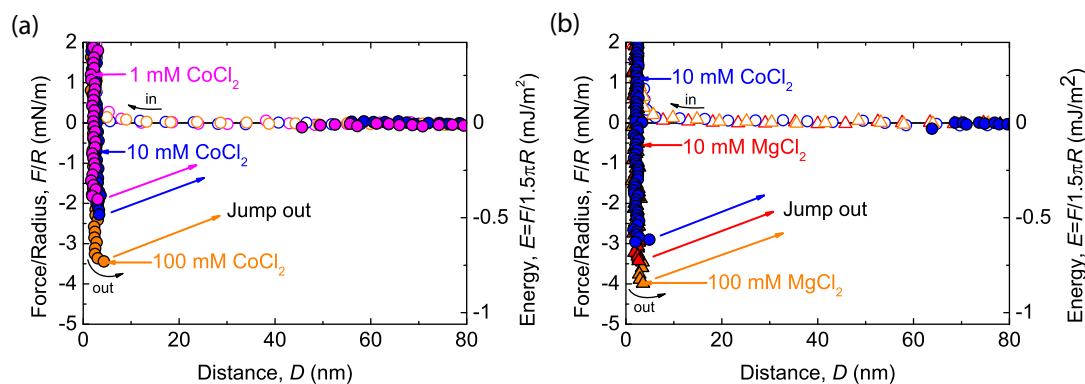 (a)
Force/Radius, F/R (mN/m)
2
1
0
-1
-2
-3
-4
-5
1 mM CoCl₂
in
10 mM CoCl₂
Jump out
100 mM CoCl₂
out
0
20
40
60
80
Distance, D (nm)
0
-0.5
-1
Energy, E=F/1.5πR (mJ/m²)
(b)
Force/Radius, F/R (mN/m)
2
1
0
-1
-2
-3
-4
-5
10 mM CoCl₂
in
10 mM MgCl₂
Jump out
100 mM MgCl₂
out
0
20
40
60
80
Distance, D (nm)
0
-0.5
-1
Energy, E=F/1.5πR (mJ/m²)